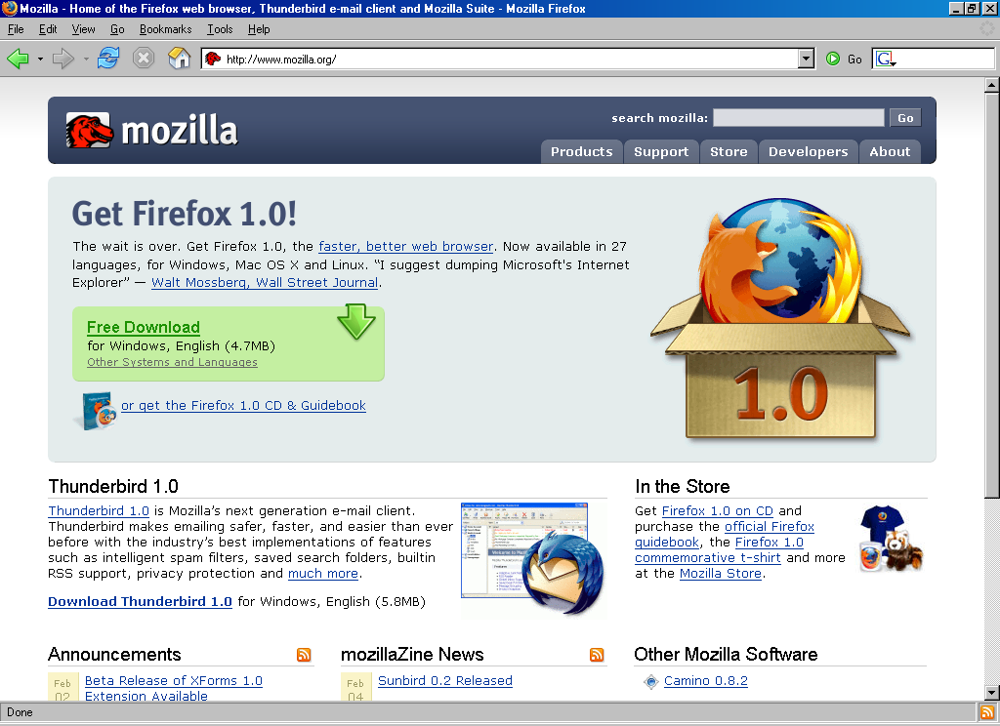 Mozilla - Home of the Firefox web browser, Thunderbird e-mail client and Mozilla Suite - Mozilla Firefox
File Edit View Go Bookmarks Tools Help
http://www.mozilla.org/
Go
G
mozilla
search mozilla:
Go
Products Support Store Developers About
Get Firefox 1.0!
The wait is over. Get Firefox 1.0, the faster, better web browser. Now available in 27
languages, for Windows, Mac OS X and Linux. “I suggest dumping Microsoft's Internet
Explorer” — Walt Mossberg, Wall Street Journal.
Free Download
for Windows, English (4.7MB)
Other Systems and Languages
or get the Firefox 1.0 CD & Guidebook
1.0
Thunderbird 1.0
Thunderbird 1.0 is Mozilla’s next generation e-mail client.
Thunderbird makes emailing safer, faster, and easier than ever
before with the industry’s best implementations of features
such as intelligent spam filters, saved search folders, builtin
RSS support, privacy protection and much more.
Download Thunderbird 1.0 for Windows, English (5.8MB)
In the Store
Get Firefox 1.0 on CD and
purchase the official Firefox
guidebook, the Firefox 1.0
commemorative t-shirt and more
at the Mozilla Store.
Announcements
Feb
02
Beta Release of XForms 1.0
Extension Available
mozillaZine News
Feb
04
Sunbird 0.2 Released
Other Mozilla Software
Camino 0.8.2
Done